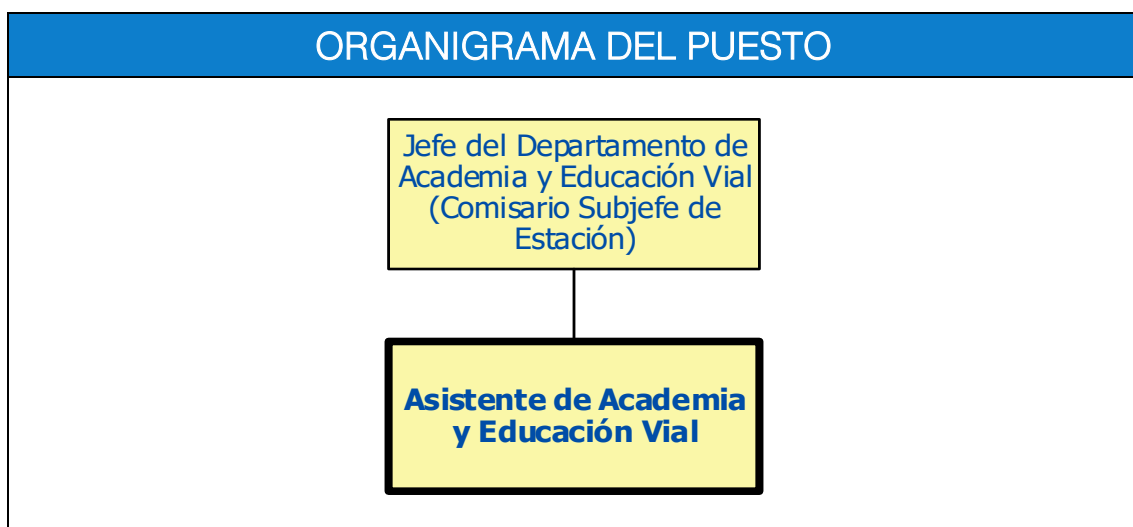 ORGANIGRAMA DEL PUESTO
Jefe del Departamento de
Academia y Educación Vial
(Comisario Subjefe de
Estación)
Asistente de Academia
y Educación Vial